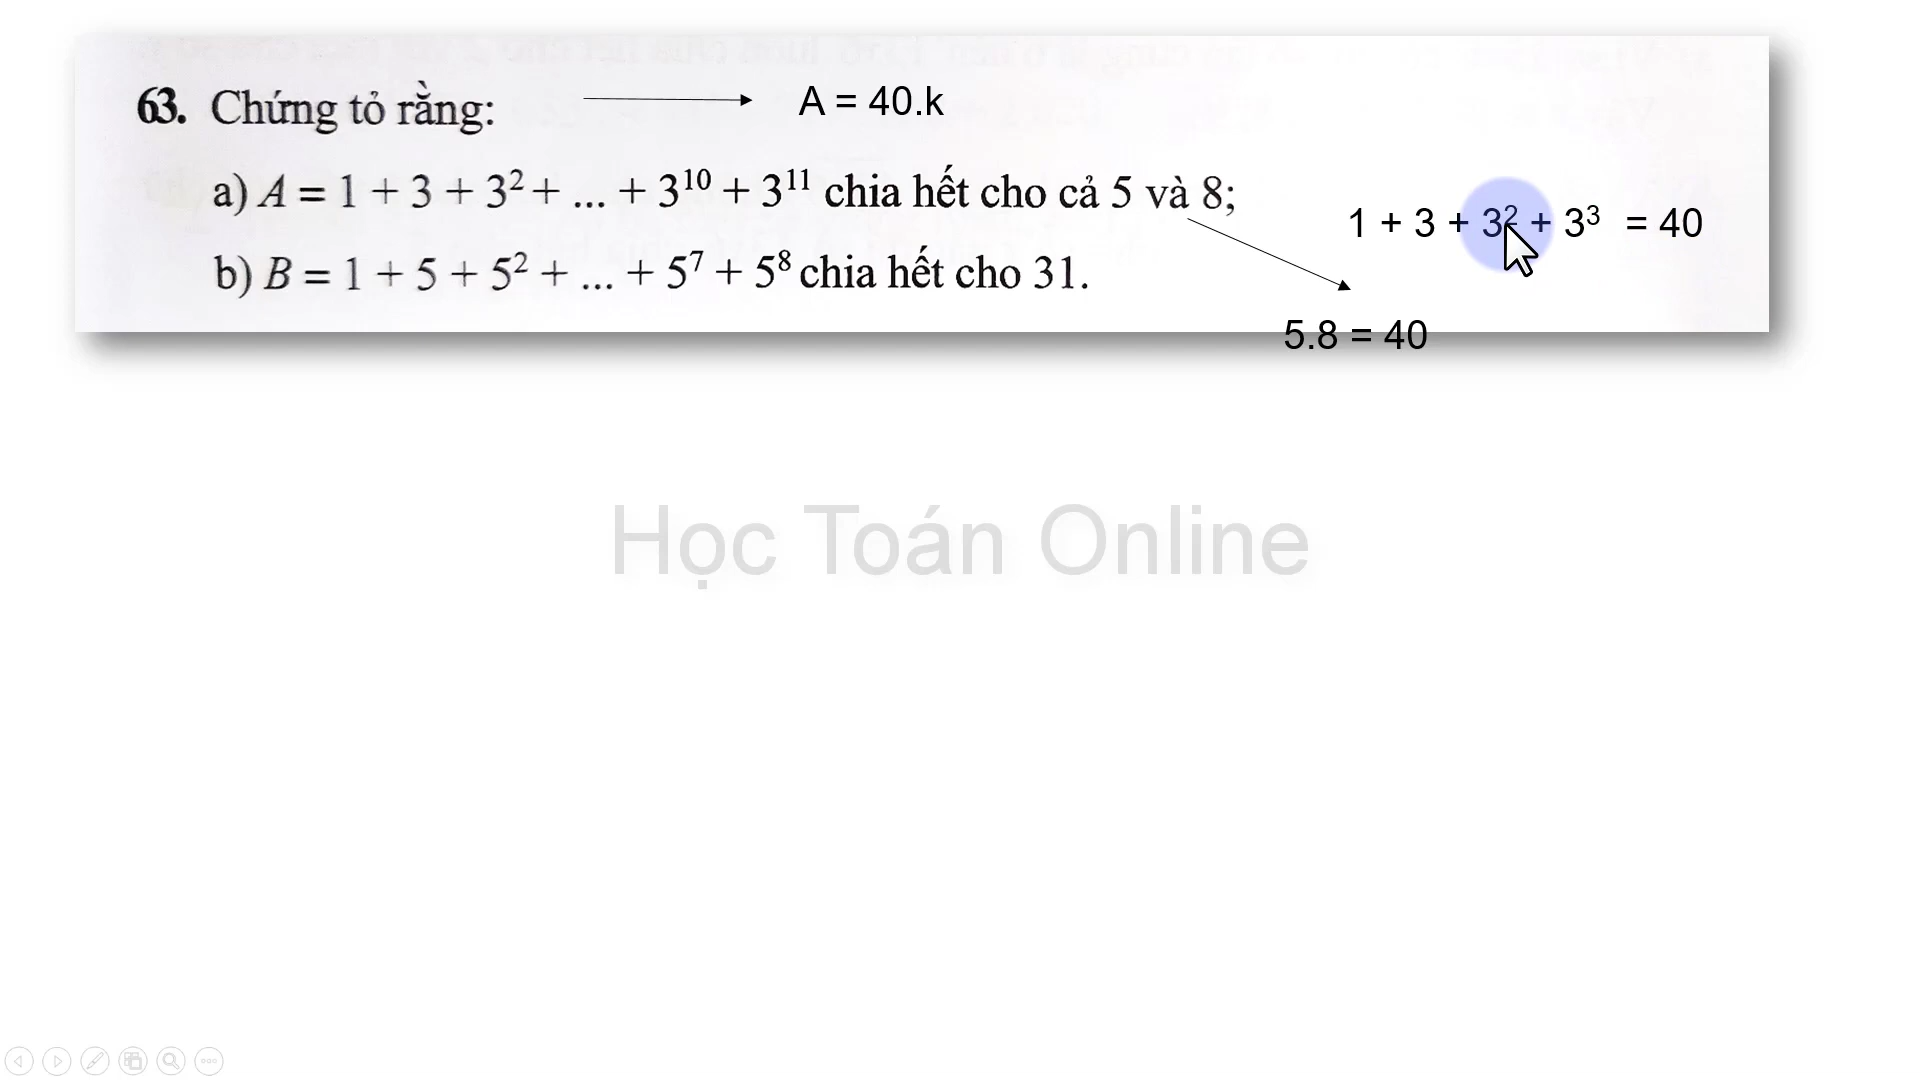 63. Chứng tỏ rằng:
A = 40.k
a) A = 1 + 3 + 3² + ... + 3¹⁰ + 3¹¹ chia hết cho cả 5 và 8;
1 + 3 + 3² + 3³ = 40
b) B = 1 + 5 + 5² + ... + 5⁷ + 5⁸ chia hết cho 31.
5.8 = 40
Học Toán Online